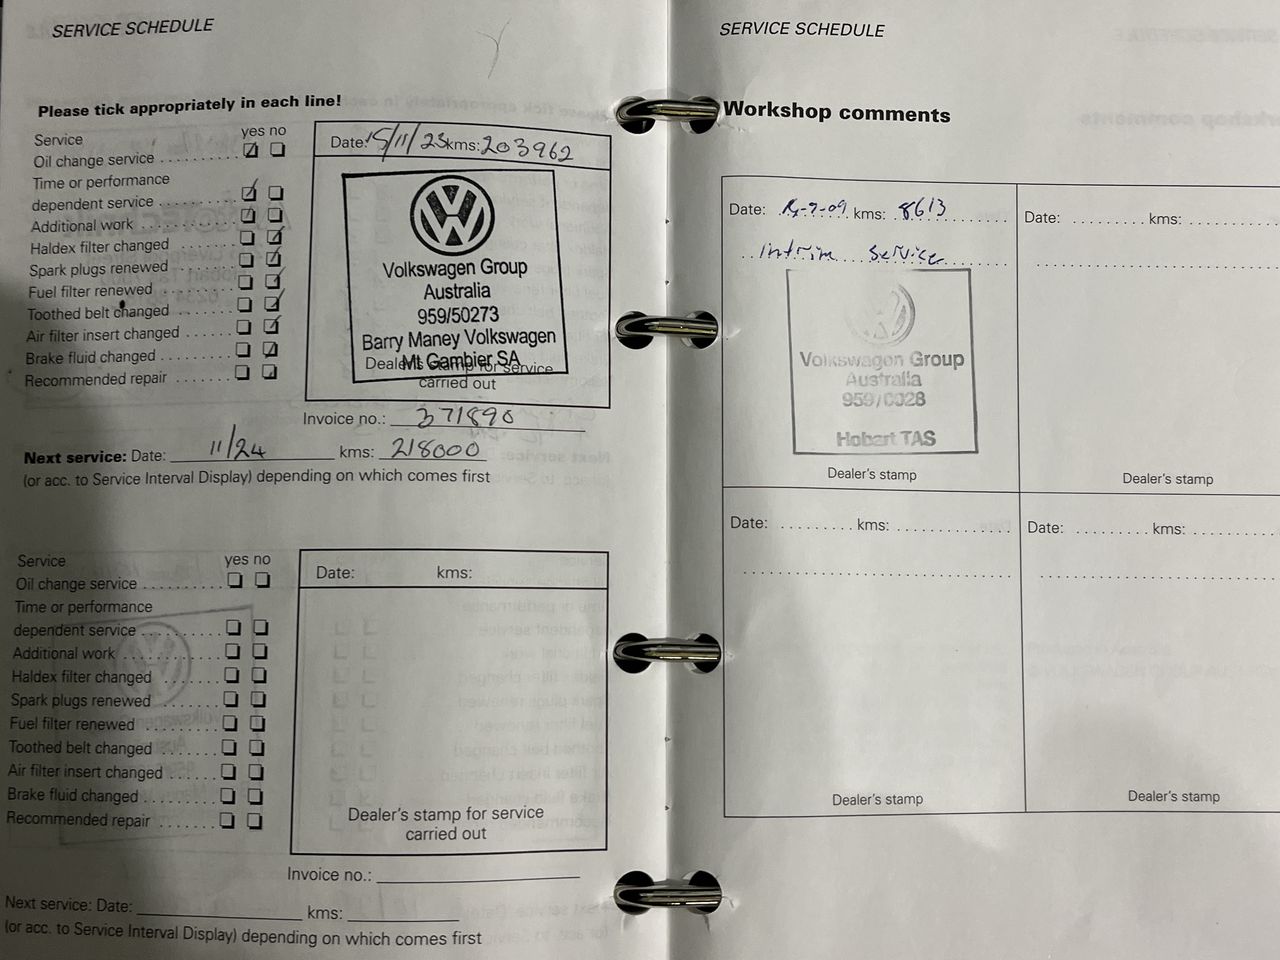 SERVICE SCHEDULE
Please tick appropriately in each line!
Service yes no
Oil change service ..........
Time or performance
dependent service ..........
Additional work ..........
Haldex filter changed .......
Spark plugs renewed .......
Fuel filter renewed .........
Toothed belt changed .......
Air filter insert changed ......
Brake fluid changed .........
Recommended repair .......
Date: 15/11/23 kms: 203962
Volkswagen Group
Australia
959/50273
Barry Maney Volkswagen
Mt Gambier SA
Dealer's stamp for service
carried out
Invoice no.: 371890
Next service: Date: 11/24 kms: 218000
(or acc. to Service Interval Display) depending on which comes first
Service yes no
Oil change service ..........
Time or performance
dependent service ..........
Additional work ..........
Haldex filter changed .......
Spark plugs renewed .......
Fuel filter renewed .........
Toothed belt changed .......
Air filter insert changed ......
Brake fluid changed .........
Recommended repair .......
Date: kms:
Dealer's stamp for service
carried out
Invoice no.:
Next service: Date: kms:
(or acc. to Service Interval Display) depending on which comes first
SERVICE SCHEDULE
Workshop comments
Date: -7-09 kms: 8613
Intrim Service
Volkswagen Group
Australia
959/0028
Hobart TAS
Dealer's stamp
Date: ......... kms:
Dealer's stamp
Date: ......... kms: ..............
Dealer's stamp
Date: ......... kms:
Dealer's stamp